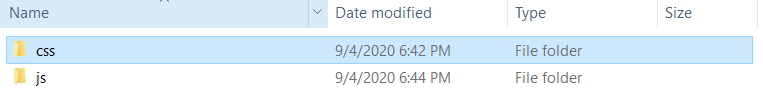 Name Date modified Type Size
css 9/4/2020 6:42 PM File folder
js 9/4/2020 6:44 PM File folder